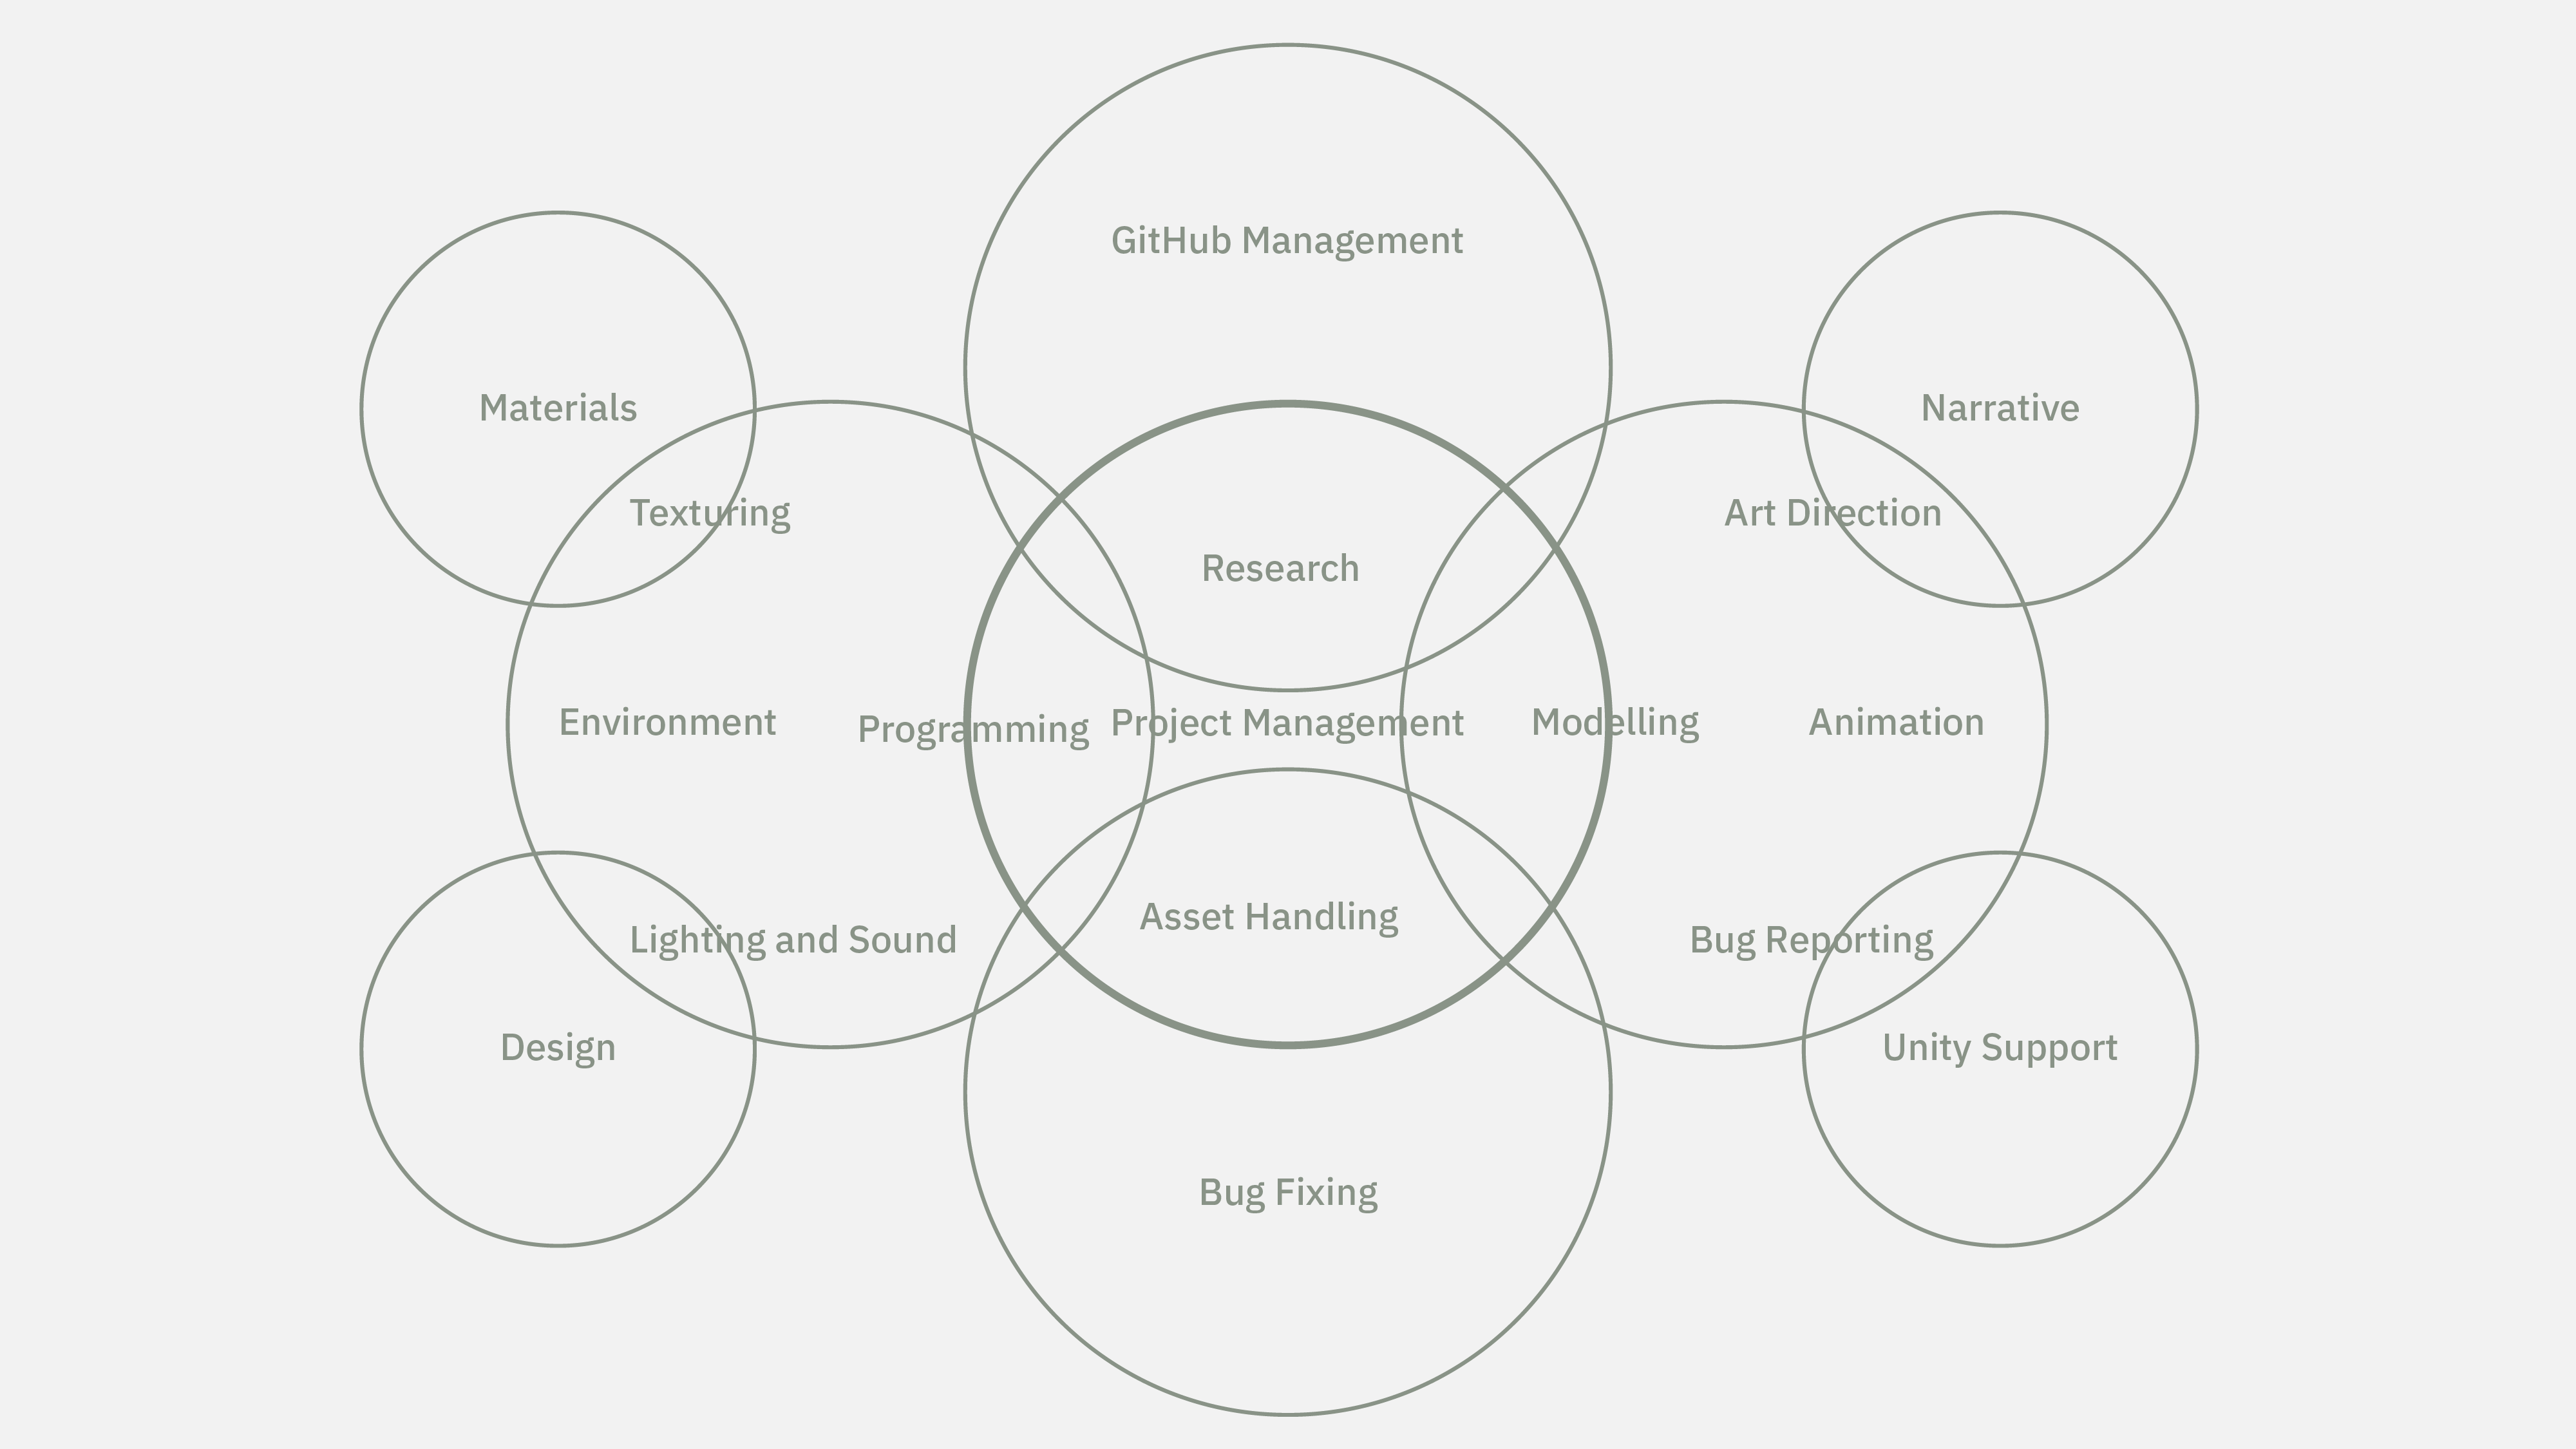 GitHub Management
Materials
Narrative
Texturing
Art Direction
Research
Environment
Programming
Project Management
Modelling
Animation
Asset Handling
Lighting and Sound
Bug Reporting
Design
Unity Support
Bug Fixing